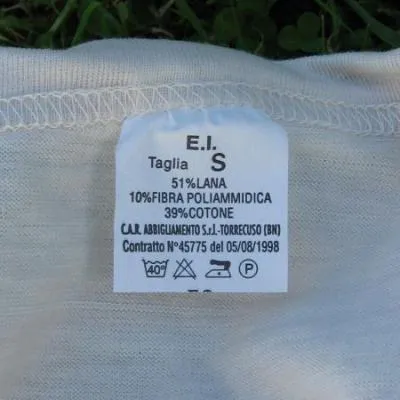 E.I.
Taglia S
51%LANA
10%FIBRA POLIAMMIDICA
39%COTONE
C.A.R. ABBIGLIAMENTO S.r.l.-TORRECUSO (BN)
Contratto N°45775 del 05/08/1998
40° P